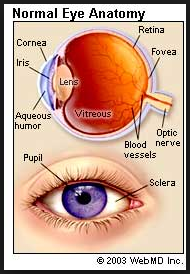 Normal Eye Anatomy
Retina
Cornea
Fovea
Iris
Lens
Vitreous
Aqueous
humor
Optic
nerve
Blood
vessels
Pupil
Sclera
© 2003 WebMD Inc.